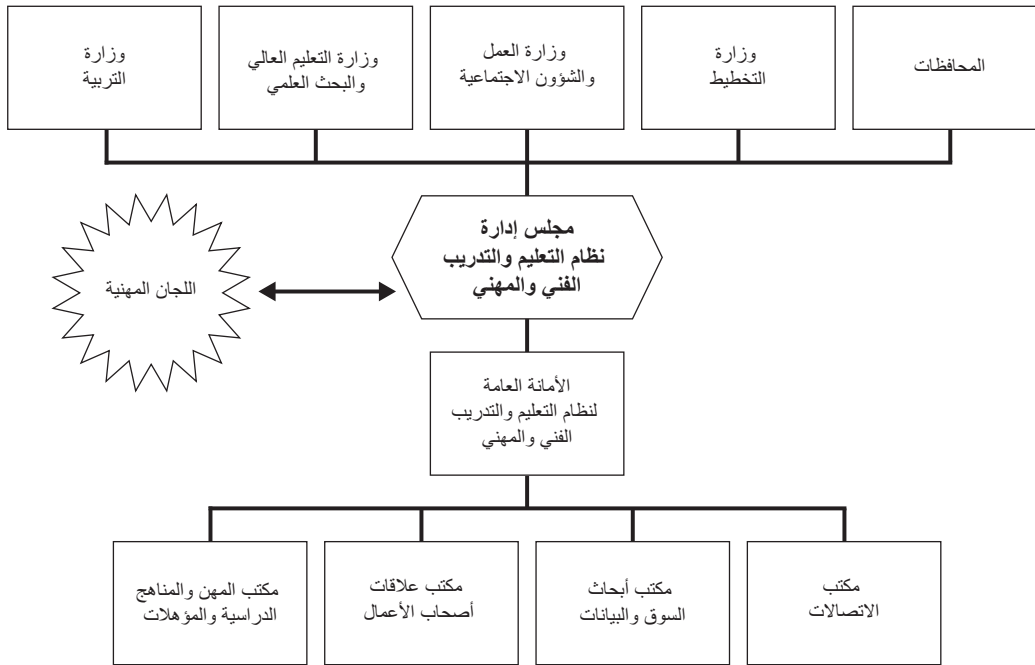 المحافظات
وزارة
التخطيط
وزارة العمل
والشؤون الاجتماعية
وزارة التعليم العالي
والبحث العلمي
وزارة
التربية
مجلس إدارة
نظام التعليم والتدريب
الفني والمهني
اللجان المهنية
الأمانة العامة
لنظام التعليم والتدريب
الفني والمهني
مكتب
الاتصالات
مكتب أبحاث
السوق والبيانات
مكتب علاقات
أصحاب الأعمال
مكتب المهن والمناهج
الدراسية والمؤهلات